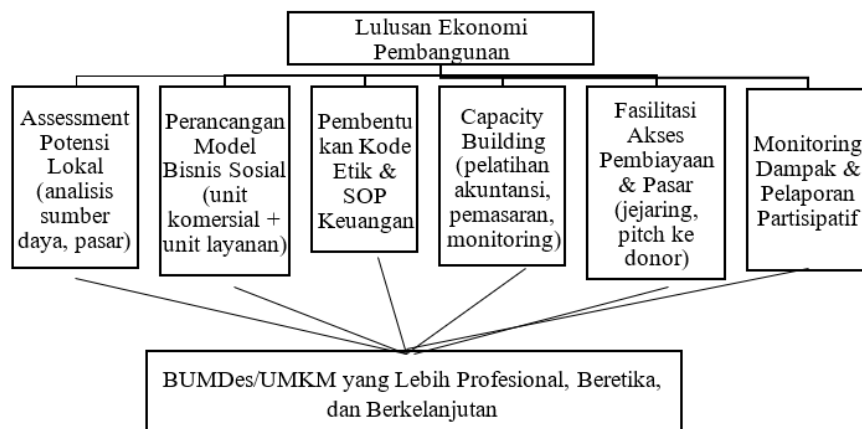 Lulusan Ekonomi
Pembangunan
Assessment
Potensi
Lokal
(analisis
sumber
daya, pasar)
Perancangan
Model
Bisnis Sosial
(unit
komersial +
unit layanan)
Pembentu
kan Kode
Etik &
SOP
Keuangan
Capacity
Building
(pelatihan
akuntansi,
pemasaran,
monitoring)
Fasilitasi
Akses
Pembiayaan
& Pasar
(jejaring,
pitch ke
donor)
Monitoring
Dampak &
Pelaporan
Partisipatif
BUMDes/UMKM yang Lebih Profesional, Beretika,
dan Berkelanjutan